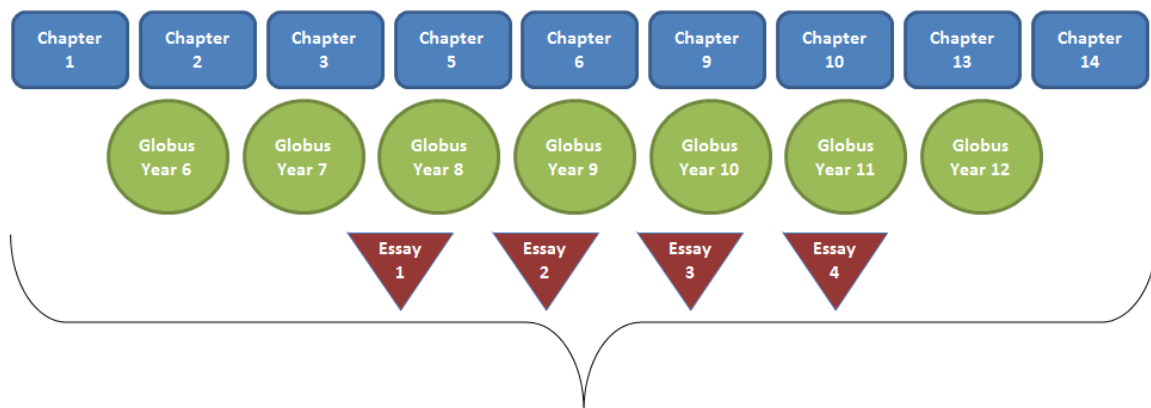 Chapter
1
Chapter
2
Chapter
3
Chapter
5
Chapter
6
Chapter
9
Chapter
10
Chapter
13
Chapter
14
Globus
Year 6
Globus
Year 7
Globus
Year 8
Globus
Year 9
Globus
Year 10
Globus
Year 11
Globus
Year 12
Essay
1
Essay
2
Essay
3
Essay
4